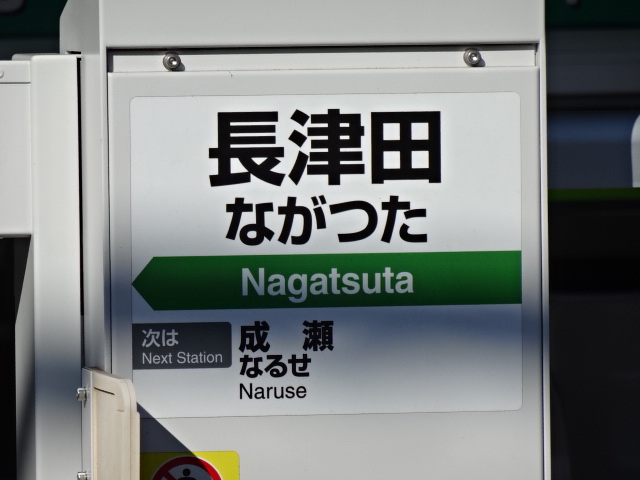 長津田
ながつた
Nagatsuta
次は
Next Station
成瀬
なるせ
Naruse